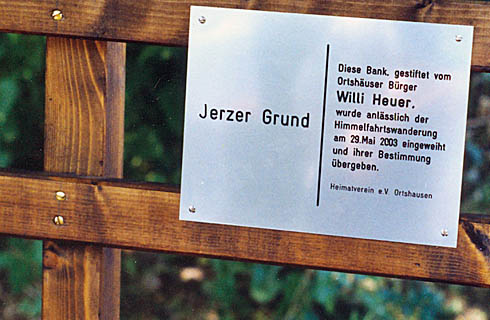 Jerzer Grund
Diese Bank, gestiftet vom
Ortshäuser Bürger
Willi Heuer,
wurde anlässlich der
Himmelfahrtswanderung
am 29.Mai 2003 eingeweiht
und ihrer Bestimmung
übergeben.
Heimatverein e.V. Ortshausen